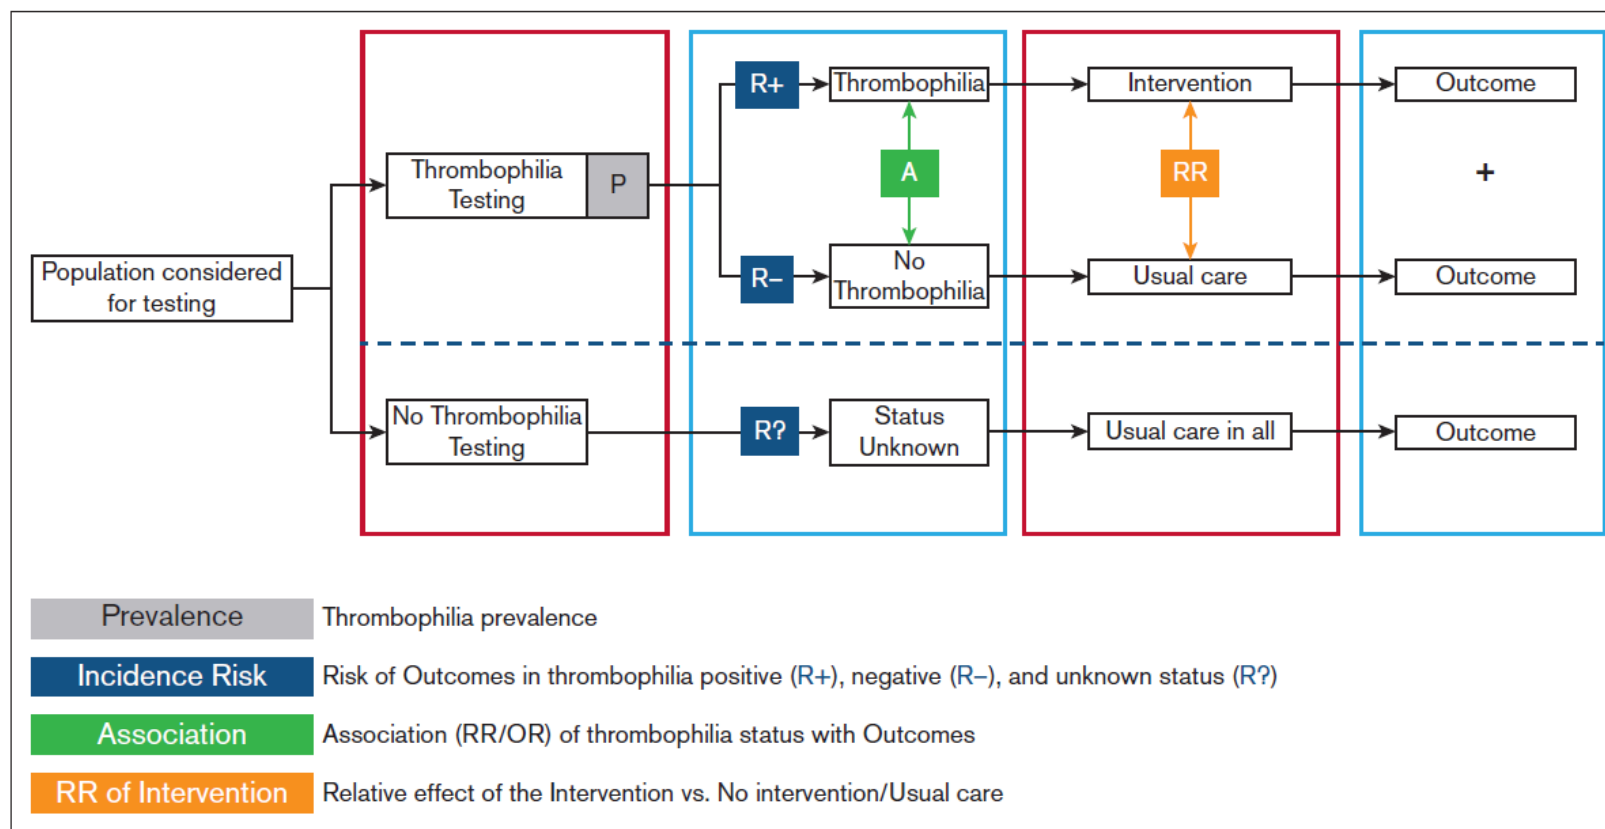 R+
Thrombophilia
Intervention
Outcome
Thrombophilia
Testing
P
A
RR
+
Population considered
for testing
R–
No
Thrombophilia
Usual care
Outcome
No Thrombophilia
Testing
R?
Status
Unknown
Usual care in all
Outcome
Prevalence
Thrombophilia prevalence
Incidence Risk
Risk of Outcomes in thrombophilia positive (R+), negative (R–), and unknown status (R?)
Association
Association (RR/OR) of thrombophilia status with Outcomes
RR of Intervention
Relative effect of the Intervention vs. No intervention/Usual care